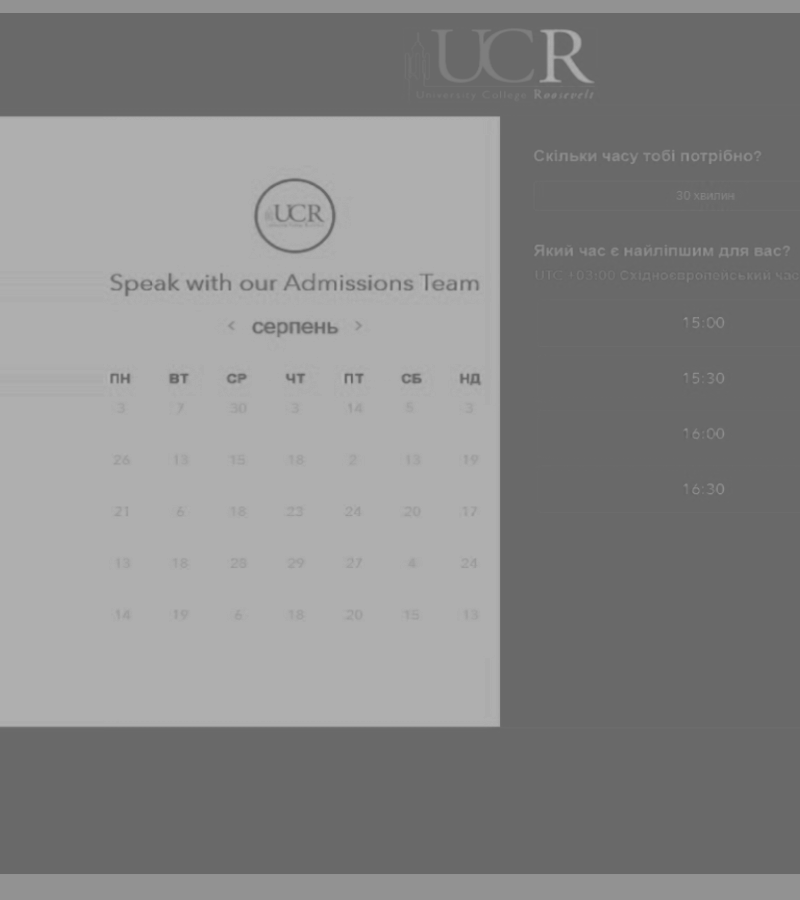 UCR
University College Roosevelt
UCR
Speak with our Admissions Team
< серпень >
ПН ВТ СР ЧТ ПТ СБ НД
3 7 30 3 14 5 3
26 13 15 18 2 13 19
21 6 18 23 24 20 17
13 18 28 29 27 4 24
14 19 6 18 20 15 13
Скільки часу тобі потрібно?
30 хвилин
Який час є найліпшим для вас?
UTC +03:00 Східноєвропейський час
15:00
15:30
16:00
16:30